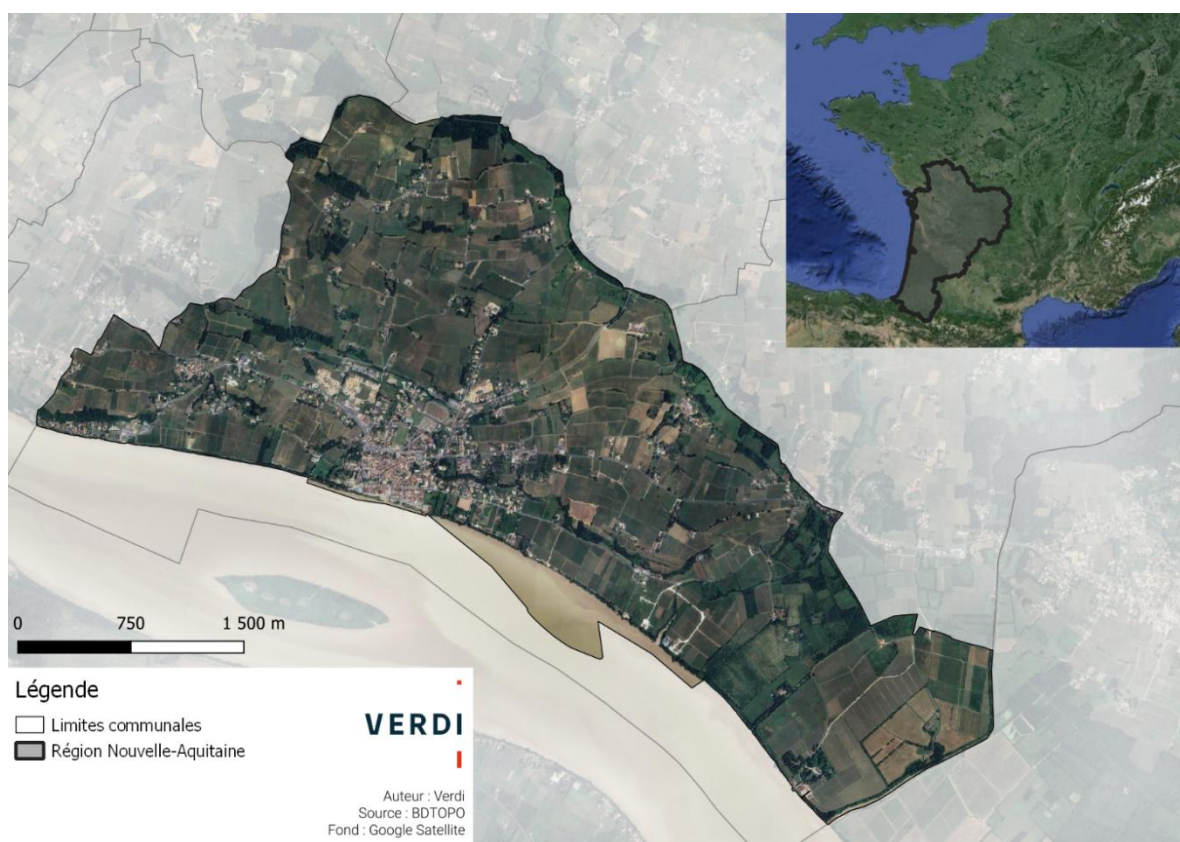 0 750 1 500 m
Légende
Limites communales
Région Nouvelle-Aquitaine
VERDI
Auteur : Verdi
Source : BDTOPO
Fond : Google Satellite